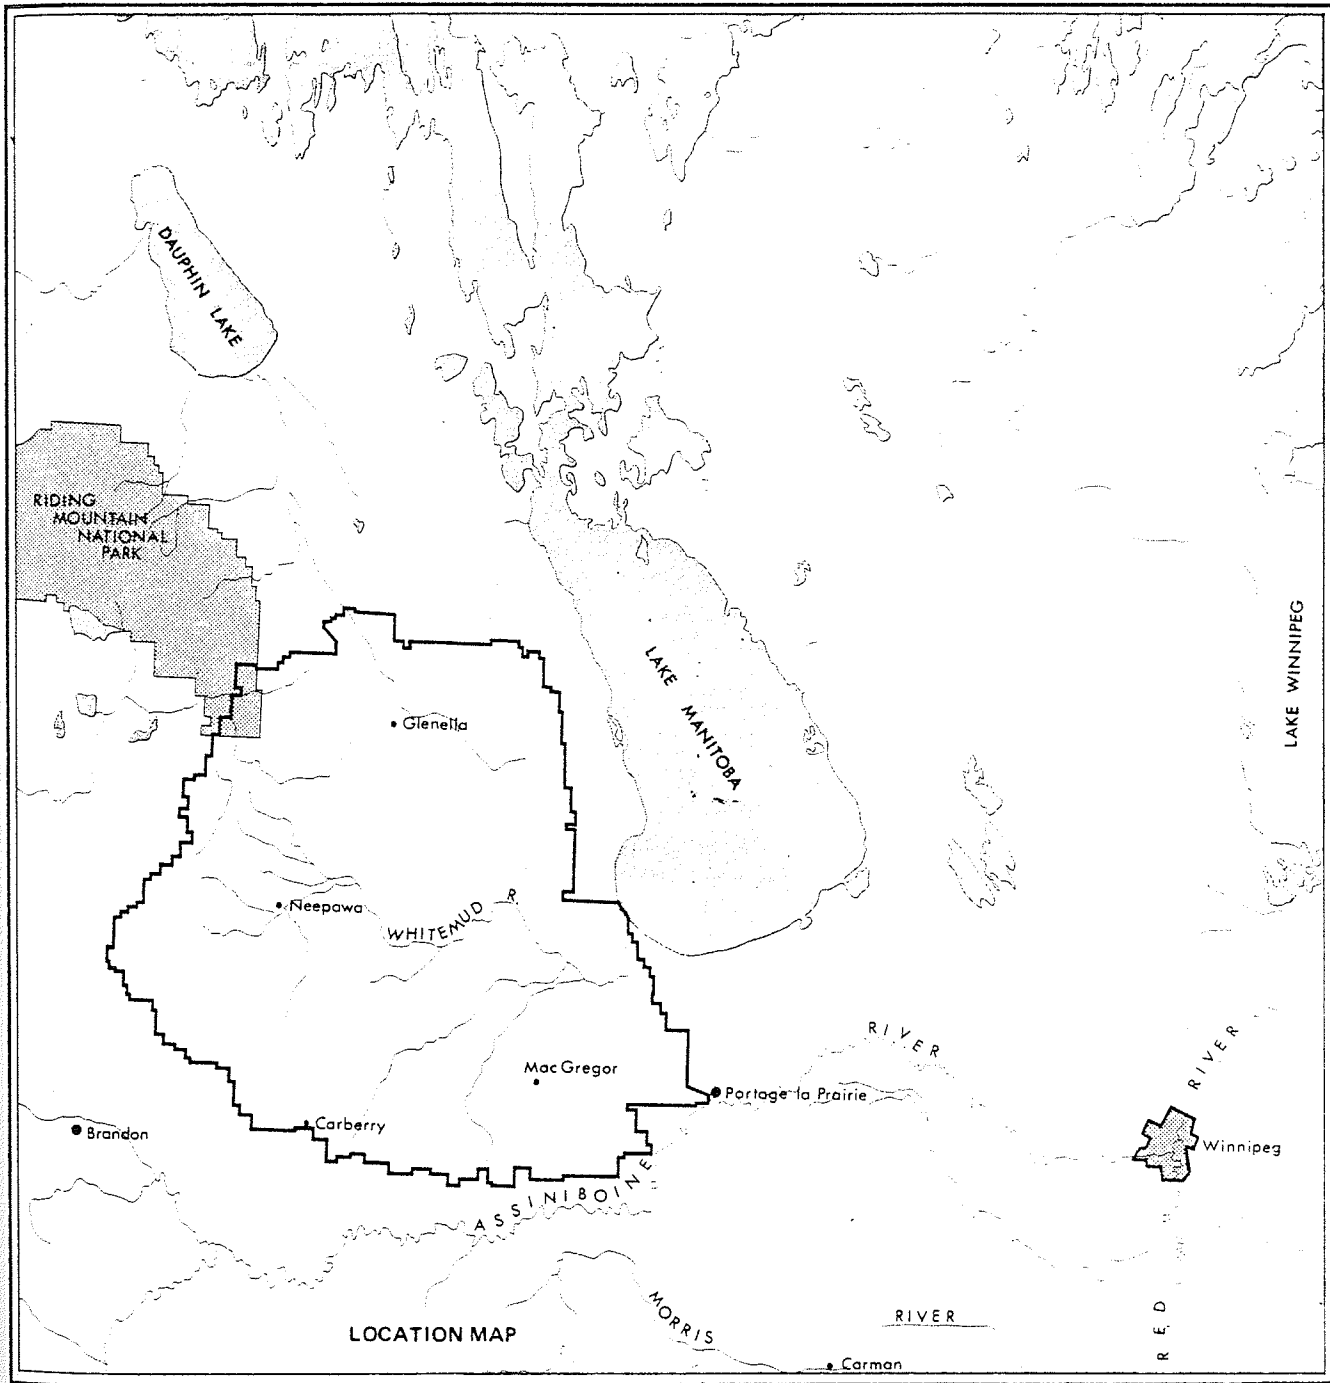 DAUPHIN LAKE
RIDING
MOUNTAIN
NATIONAL
PARK
LAKE WINNIPEG
LAKE MANITOBA
Glenella
Neepawa
WHITEMUD R
RIVER
RIVER
MacGregor
Portage la Prairie
Carberry
Brandon
Winnipeg
ASSINIBOINE
MORRIS
RIVER
RED
LOCATION MAP
Carman